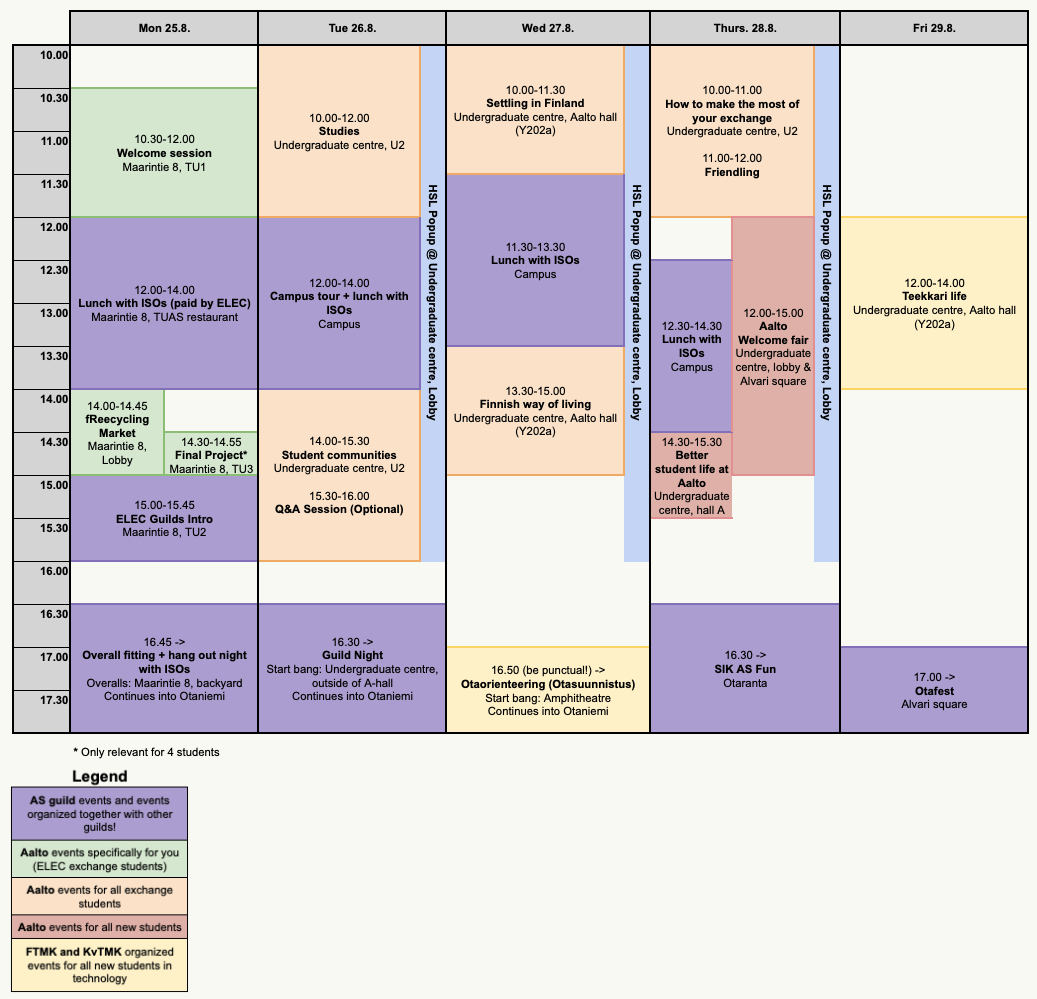 Mon 25.8.
Tue 26.8.
Wed 27.8.
Thurs. 28.8.
Fri 29.8.
10.00
10.30
11.00
11.30
12.00
12.30
13.00
13.30
14.00
14.30
15.00
15.30
16.00
16.30
17.00
17.30
10.30-12.00
Welcome session
Maarintie 8, TU1
12.00-14.00
Lunch with ISOs (paid by ELEC)
Maarintie 8, TUAS restaurant
14.00-14.45
fReecycling
Market
Maarintie 8,
Lobby
14.30-14.55
Final Project*
Maarintie 8, TU3
15.00-15.45
ELEC Guilds Intro
Maarintie 8, TU2
16.45 ->
Overall fitting + hang out night
with ISOs
Overalls: Maarintie 8, backyard
Continues into Otaniemi
10.00-12.00
Studies
Undergraduate centre, U2
12.00-14.00
Campus tour + lunch with
ISOs
Campus
14.00-15.30
Student communities
Undergraduate centre, U2
15.30-16.00
Q&A Session (Optional)
HSL Popup @ Undergraduate centre, Lobby
16.30 ->
Guild Night
Start bang: Undergraduate centre,
outside of A-hall
Continues into Otaniemi
10.00-11.30
Settling in Finland
Undergraduate centre, Aalto hall
(Y202a)
11.30-13.30
Lunch with ISOs
Campus
13.30-15.00
Finnish way of living
Undergraduate centre, Aalto hall
(Y202a)
HSL Popup @ Undergraduate centre, Lobby
16.50 (be punctual!) ->
Otaorienteering (Otasuunnistus)
Start bang: Amphitheatre
Continues into Otaniemi
10.00-11.00
How to make the most of
your exchange
Undergraduate centre, U2
11.00-12.00
Friendling
12.30-14.30
Lunch with
ISOs
Campus
12.00-15.00
Aalto
Welcome fair
Undergraduate
centre, lobby &
Alvari square
14.30-15.30
Better
student life at
Aalto
Undergraduate
centre, hall A
HSL Popup @ Undergraduate centre, Lobby
16.30 ->
SIK AS Fun
Otaranta
12.00-14.00
Teekkari life
Undergraduate centre, Aalto hall
(Y202a)
17.00 ->
Otafest
Alvari square
* Only relevant for 4 students
Legend
AS guild events and events
organized together with other
guilds!
Aalto events specifically for you
(ELEC exchange students)
Aalto events for all exchange
students
Aalto events for all new students
FTMK and KvTMK organized
events for all new students in
technology